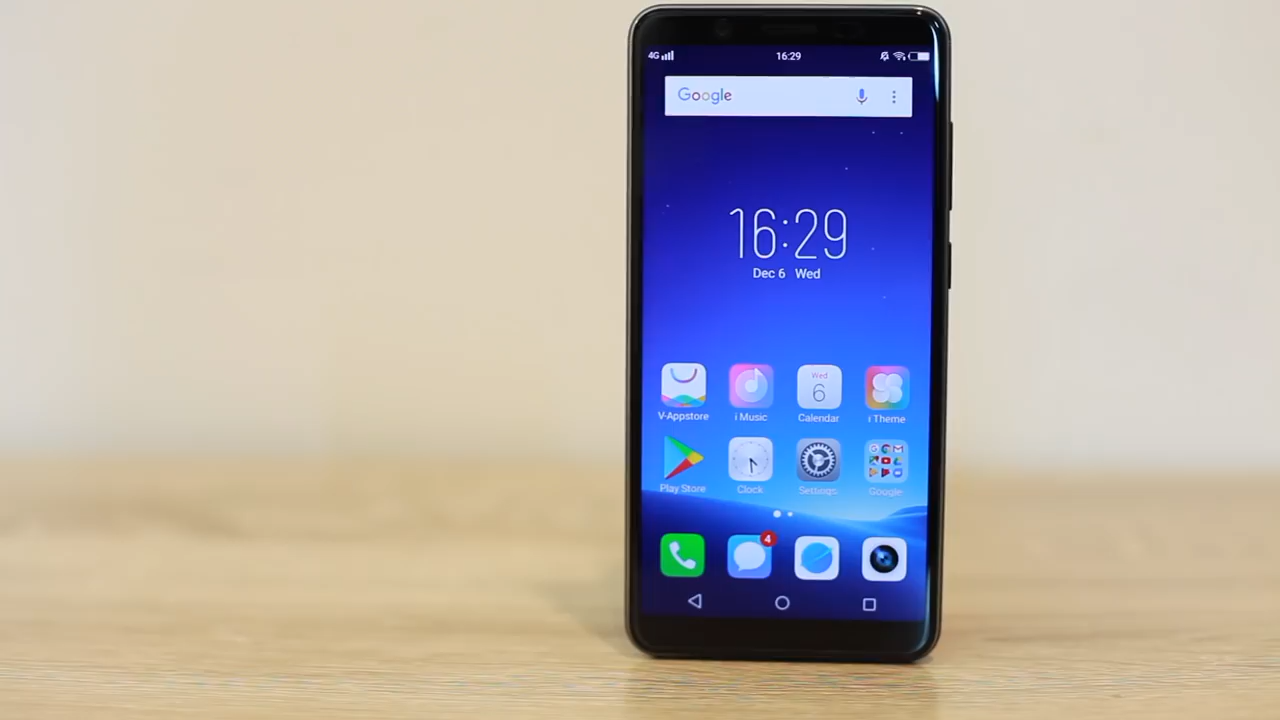 4G 16:29
Google
16:29
Dec 6 Wed
Wed
6
V-Appstore i Music Calendar i Theme
Play Store Clock Settings Google
4